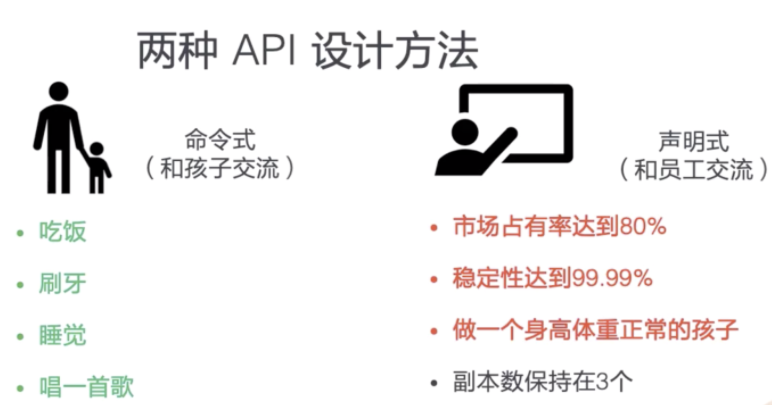 两种 API 设计方法
命令式
（和孩子交流）
吃饭
刷牙
睡觉
唱一首歌
声明式
（和员工交流）
市场占有率达到80%
稳定性达到99.99%
做一个身高体重正常的孩子
副本数保持在3个